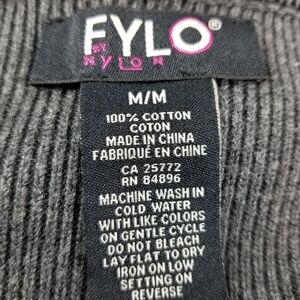 FYLO®
BY
NYLON
M/M
100% COTTON
COTON
MADE IN CHINA
FABRIQUÉ EN CHINE
CA 25772
RN 84896
MACHINE WASH IN
COLD WATER
WITH LIKE COLORS
ON GENTLE CYCLE
DO NOT BLEACH
LAY FLAT TO DRY
IRON ON LOW
SETTING ON
REVERSE